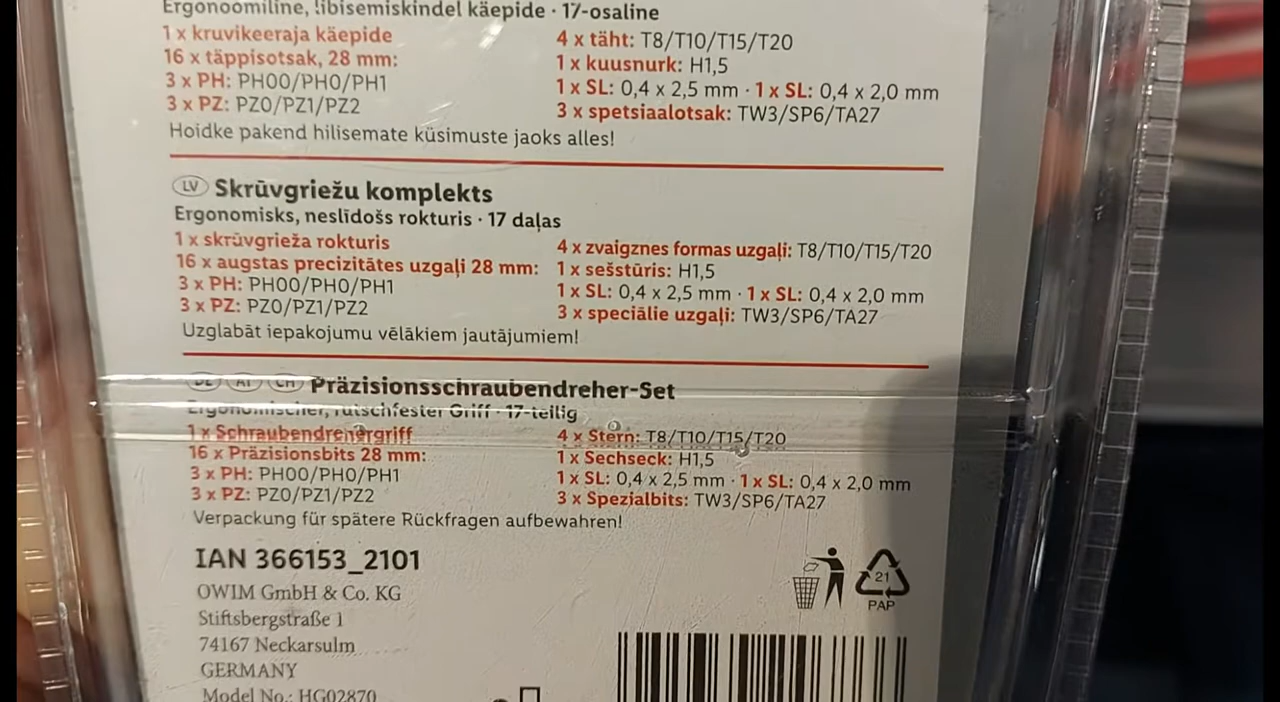 Ergonoomiline, libisemiskindel käepide · 17-osaline
1 x kruvikeeraja käepide
16 x täppisotsak, 28 mm:
3 x PH: PH00/PH0/PH1
3 x PZ: PZ0/PZ1/PZ2
4 x täht: T8/T10/T15/T20
1 x kuusnurk: H1,5
1 x SL: 0,4 x 2,5 mm · 1 x SL: 0,4 x 2,0 mm
3 x spetsiaalotsak: TW3/SP6/TA27
Hoidke pakend hilisemate küsimuste jaoks alles!
LV Skrūvgriežu komplekts
Ergonomisks, neslīdošs rokturis · 17 daļas
1 x skrūvgrieža rokturis
16 x augstas precizitātes uzgaļi 28 mm:
3 x PH: PH00/PH0/PH1
3 x PZ: PZ0/PZ1/PZ2
4 x zvaigznes formas uzgaļi: T8/T10/T15/T20
1 x sešstūris: H1,5
1 x SL: 0,4 x 2,5 mm · 1 x SL: 0,4 x 2,0 mm
3 x speciālie uzgaļi: TW3/SP6/TA27
Uzglabāt iepakojumu vēlākiem jautājumiem!
DE AT CH Präzisionsschraubendreher-Set
Ergonomischer, rutschfester Griff · 17-teilig
1 x Schraubendrehergriff
16 x Präzisionsbits 28 mm:
3 x PH: PH00/PH0/PH1
3 x PZ: PZ0/PZ1/PZ2
4 x Stern: T8/T10/T15/T20
1 x Sechseck: H1,5
1 x SL: 0,4 x 2,5 mm · 1 x SL: 0,4 x 2,0 mm
3 x Spezialbits: TW3/SP6/TA27
Verpackung für spätere Rückfragen aufbewahren!
IAN 366153_2101
OWIM GmbH & Co. KG
Stiftsbergstraße 1
74167 Neckarsulm
GERMANY
Model No.: HG02870
21
PAP